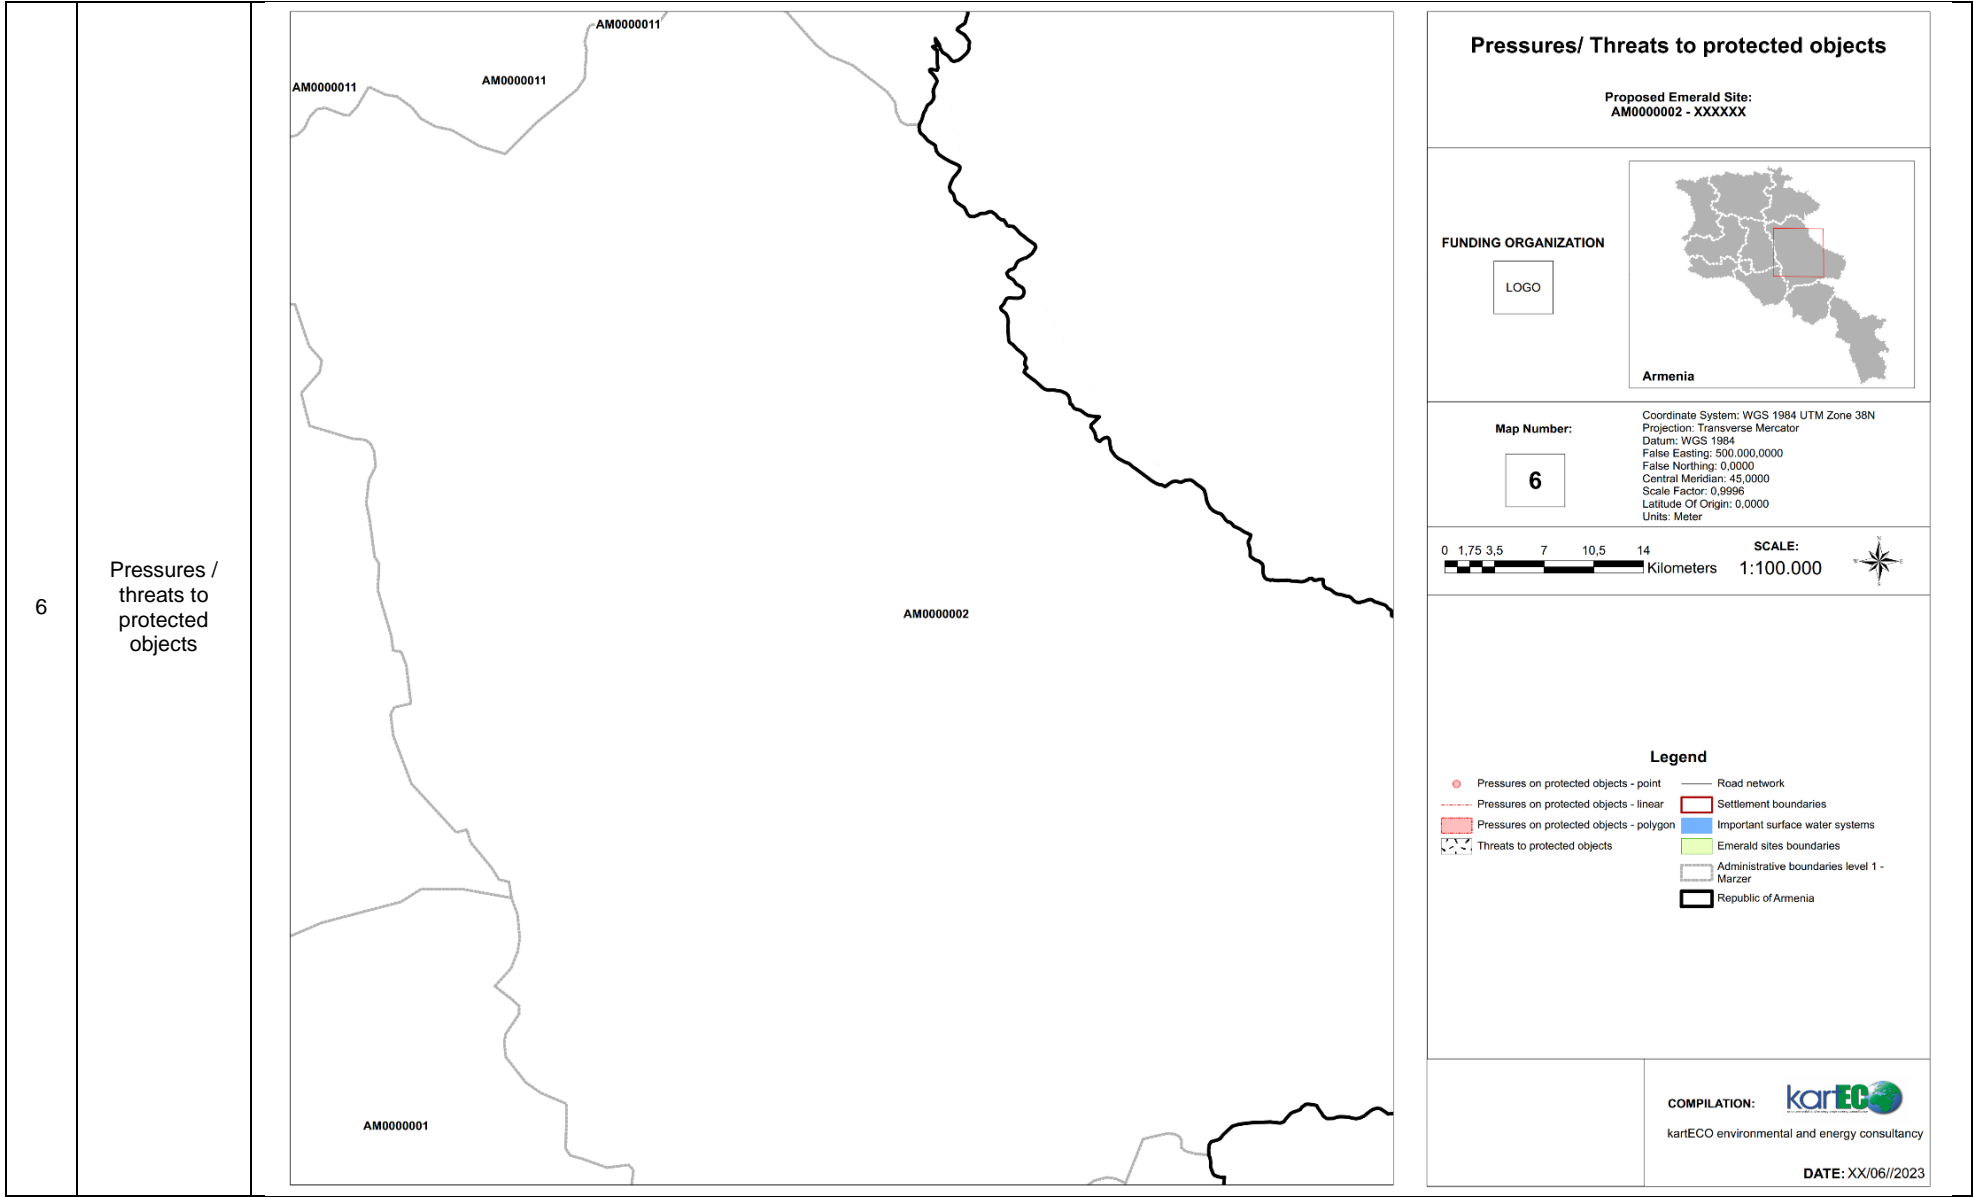 6
Pressures /
threats to
protected
objects
AM0000011
AM0000011
AM0000011
AM0000002
AM0000001
Pressures/ Threats to protected objects
Proposed Emerald Site:
AM0000002 - XXXXXX
FUNDING ORGANIZATION
LOGO
Armenia
Map Number:
6
Coordinate System: WGS 1984 UTM Zone 38N
Projection: Transverse Mercator
Datum: WGS 1984
False Easting: 500.000,0000
False Northing: 0,0000
Central Meridian: 45,0000
Scale Factor: 0,9996
Latitude Of Origin: 0,0000
Units: Meter
0 1,75 3,5 7 10,5 14
Kilometers
SCALE:
1:100.000
N
W E
S
Legend
Pressures on protected objects - point
Pressures on protected objects - linear
Pressures on protected objects - polygon
Threats to protected objects
Road network
Settlement boundaries
Important surface water systems
Emerald sites boundaries
Administrative boundaries level 1 -
Marzer
Republic of Armenia
COMPILATION:
kartECO
kartECO environmental and energy consultancy
DATE: XX/06//2023